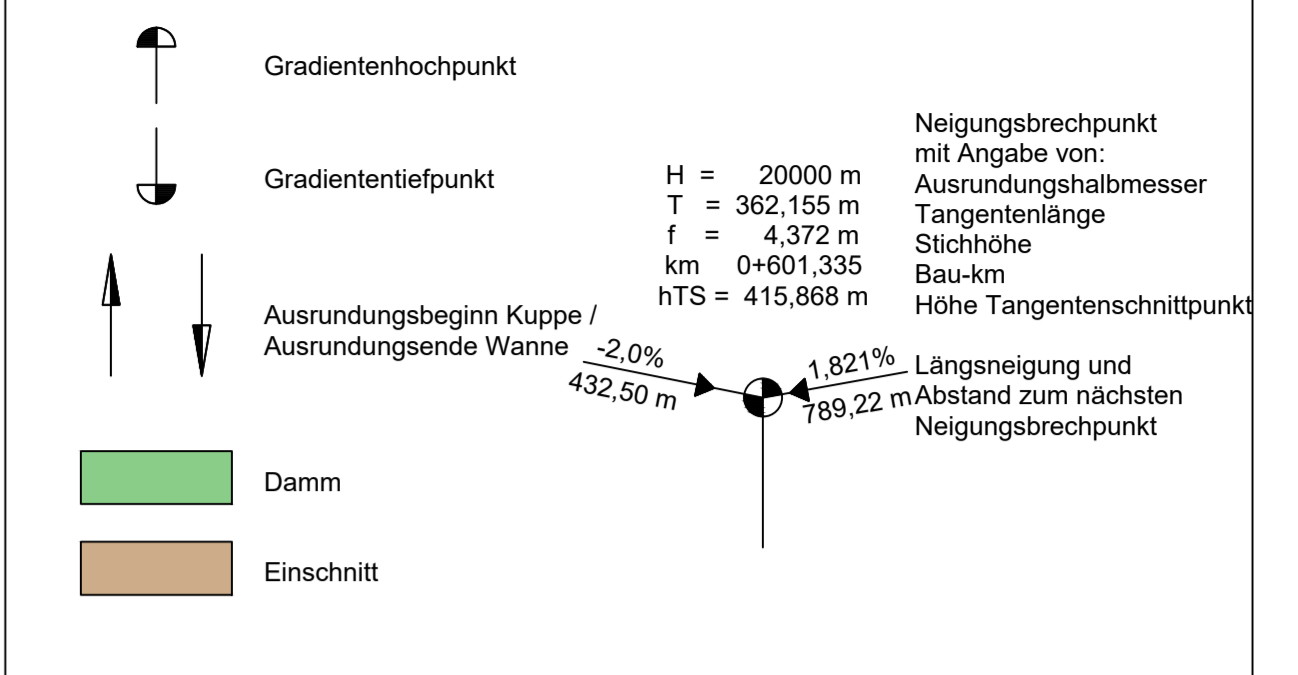 Gradientenhochpunkt
Gradiententiefpunkt
Ausrundungsbeginn Kuppe /
Ausrundungsende Wanne
H = 20000 m
T = 362,155 m
f = 4,372 m
km 0+601,335
hTS = 415,868 m
Neigungsbrechpunkt
mit Angabe von:
Ausrundungshalbmesser
Tangentenlänge
Stichhöhe
Bau-km
Höhe Tangentenschnittpunkt
-2,0%
432,50 m
1,821%
789,22 m
Längsneigung und
Abstand zum nächsten
Neigungsbrechpunkt
Damm
Einschnitt